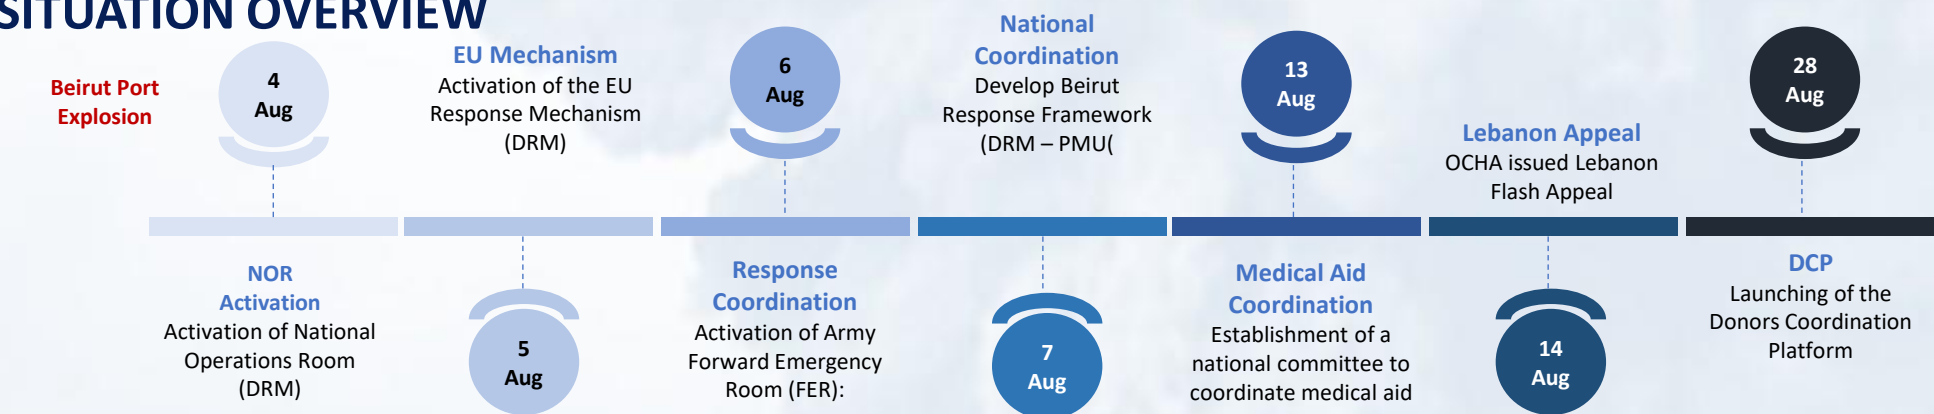 SITUATION OVERVIEW
Beirut Port
Explosion
4
Aug
NOR
Activation
Activation of National
Operations Room
(DRM)
EU Mechanism
Activation of the EU
Response Mechanism
(DRM)
5
Aug
6
Aug
Response
Coordination
Activation of Army
Forward Emergency
Room (FER):
National
Coordination
Develop Beirut
Response Framework
(DRM – PMU(
7
Aug
13
Aug
Medical Aid
Coordination
Establishment of a
national committee to
coordinate medical aid
Lebanon Appeal
OCHA issued Lebanon
Flash Appeal
14
Aug
28
Aug
DCP
Launching of the
Donors Coordination
Platform